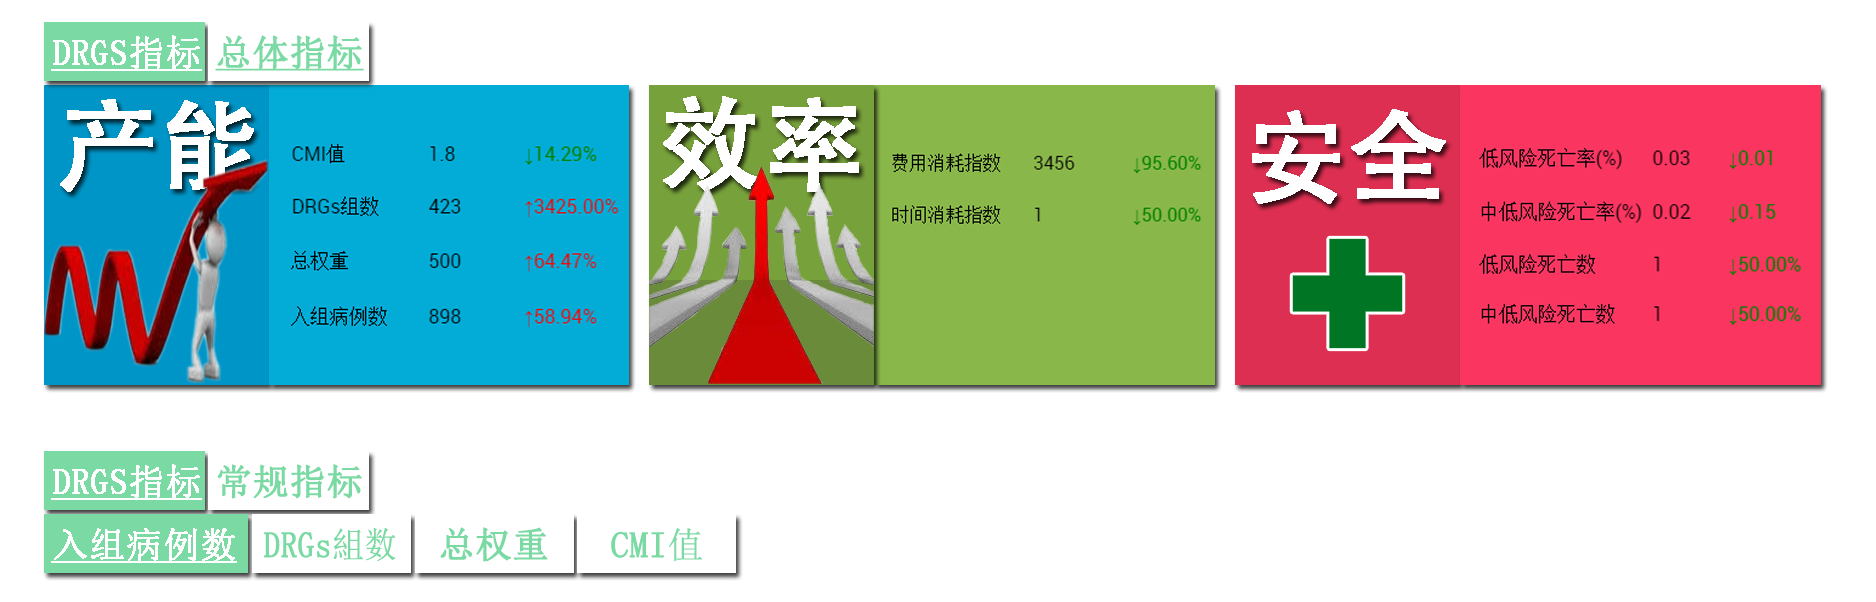 DRGS指标 总体指标
产能
CMI值 1.8 ↓14.29%
DRGs组数 423 ↑3425.00%
总权重 500 ↑64.47%
入组病例数 898 ↑58.94%
效率
费用消耗指数 3456 ↓95.60%
时间消耗指数 1 ↓50.00%
安全
低风险死亡率(%) 0.03 ↓0.01
中低风险死亡率(%) 0.02 ↓0.15
低风险死亡数 1 ↓50.00%
中低风险死亡数 1 ↓50.00%
DRGS指标 常规指标
入组病例数 DRGs組数 总权重 CMI值